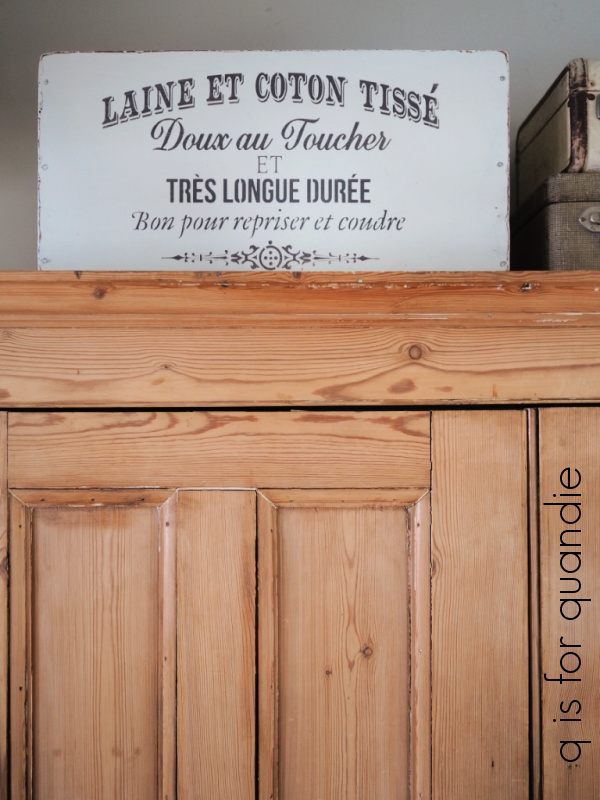 LAINE ET COTON TISSÉ
Doux au Toucher
ET
TRÈS LONGUE DURÉE
Bon pour repriser et coudre
q is for quandie